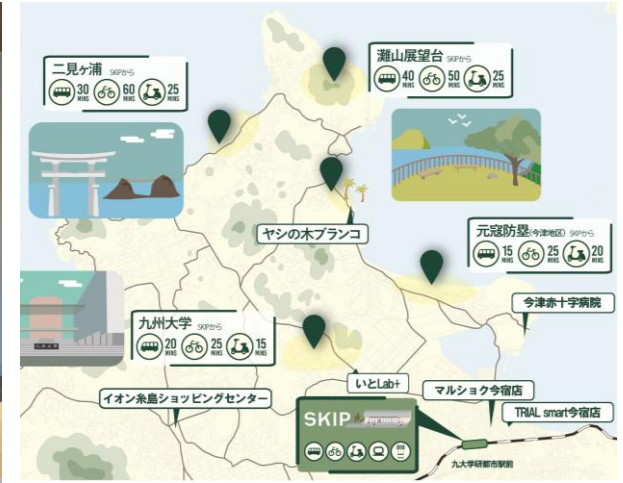 二見ヶ浦 SKIPから
30 MINS 60 MINS 25 MINS
灘山展望台 SKIPから
40 MINS 50 MINS 25 MINS
ヤシの木ブランコ
元寇防塁(今津地区) SKIPから
15 MINS 25 MINS 20 MINS
今津赤十字病院
九州大学 SKIPから
20 MINS 25 MINS 15 MINS
いとLab+
マルショク今宿店
イオン糸島ショッピングセンター
TRIAL smart今宿店
SKIP
九大学研都市駅前